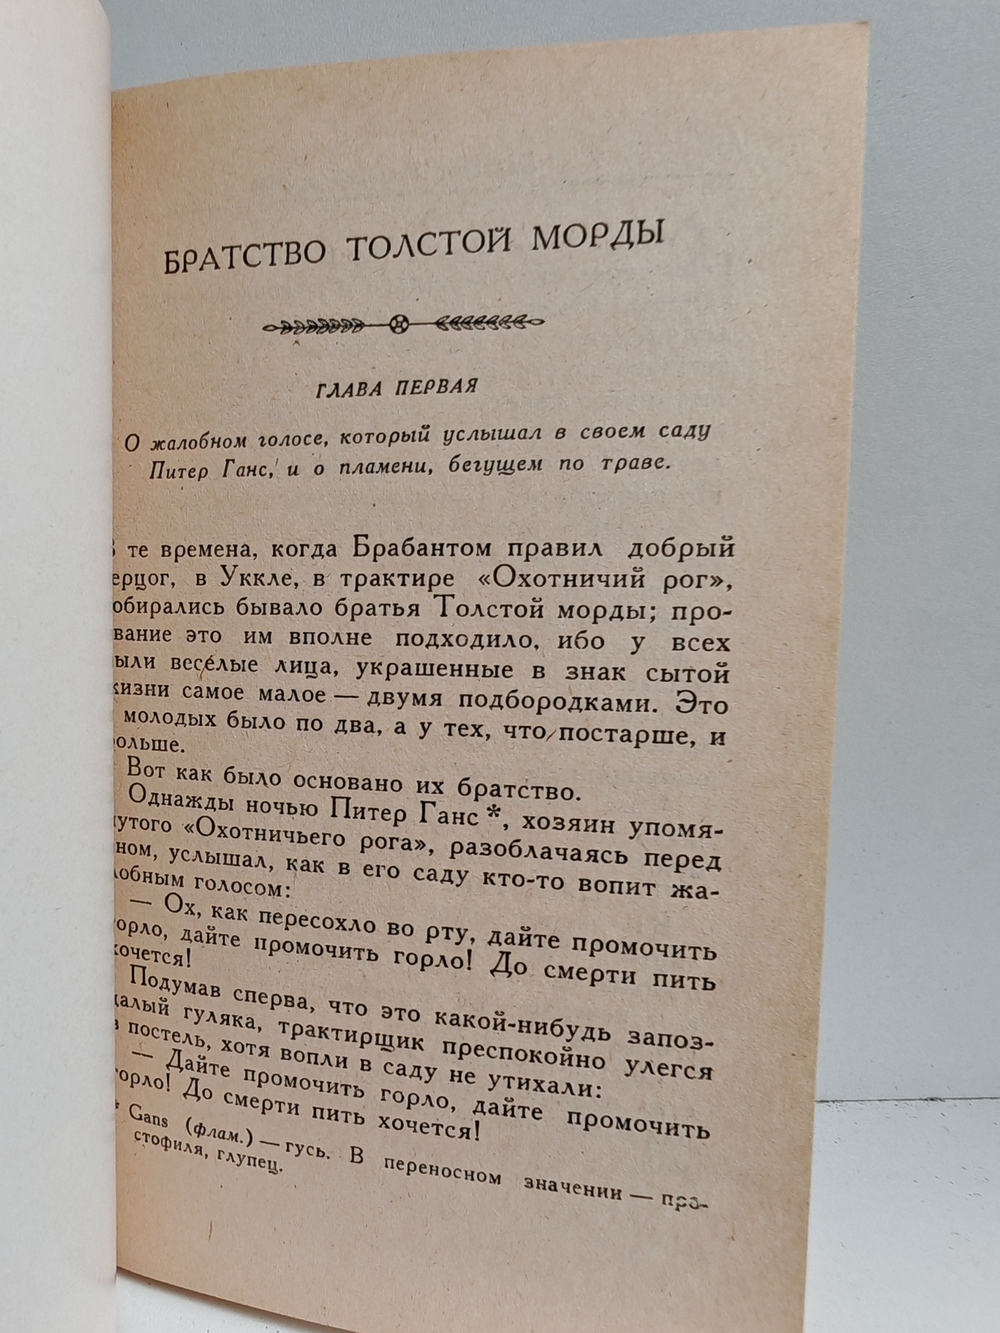 БРАТСТВО ТОЛСТОЙ МОРДЫ
ГЛАВА ПЕРВАЯ
О жалобном голосе, который услышал в своем саду
Питер Ганс, и о пламени, бегущем по траве.
те времена, когда Брабантом правил добрый
ерцог, в Уккле, в трактире «Охотничий рог»,
обирались бывало братья Толстой морды; про-
вание это им вполне подходило, ибо у всех
ыли весёлые лица, украшенные в знак сытой
жизни самое малое — двумя подбородками. Это
молодых было по два, а у тех, что постарше, и
ольше.
Вот как было основано их братство.
Однажды ночью Питер Ганс *, хозяин упомя-
нутого «Охотничьего рога», разоблачаясь перед
ном, услышал, как в его саду кто-то вопит жа-
лобным голосом:
— Ох, как пересохло во рту, дайте промочить
горло, дайте промочить горло! До смерти пить
хочется!
Подумав сперва, что это какой-нибудь запоз-
далый гуляка, трактирщик преспокойно улегся
в постель, хотя вопли в саду не утихали:
— Дайте промочить горло, дайте промочить
горло! До смерти пить хочется!
* Gans (флам.) — гусь. В переносном значении — про-
стофиля, глупец.